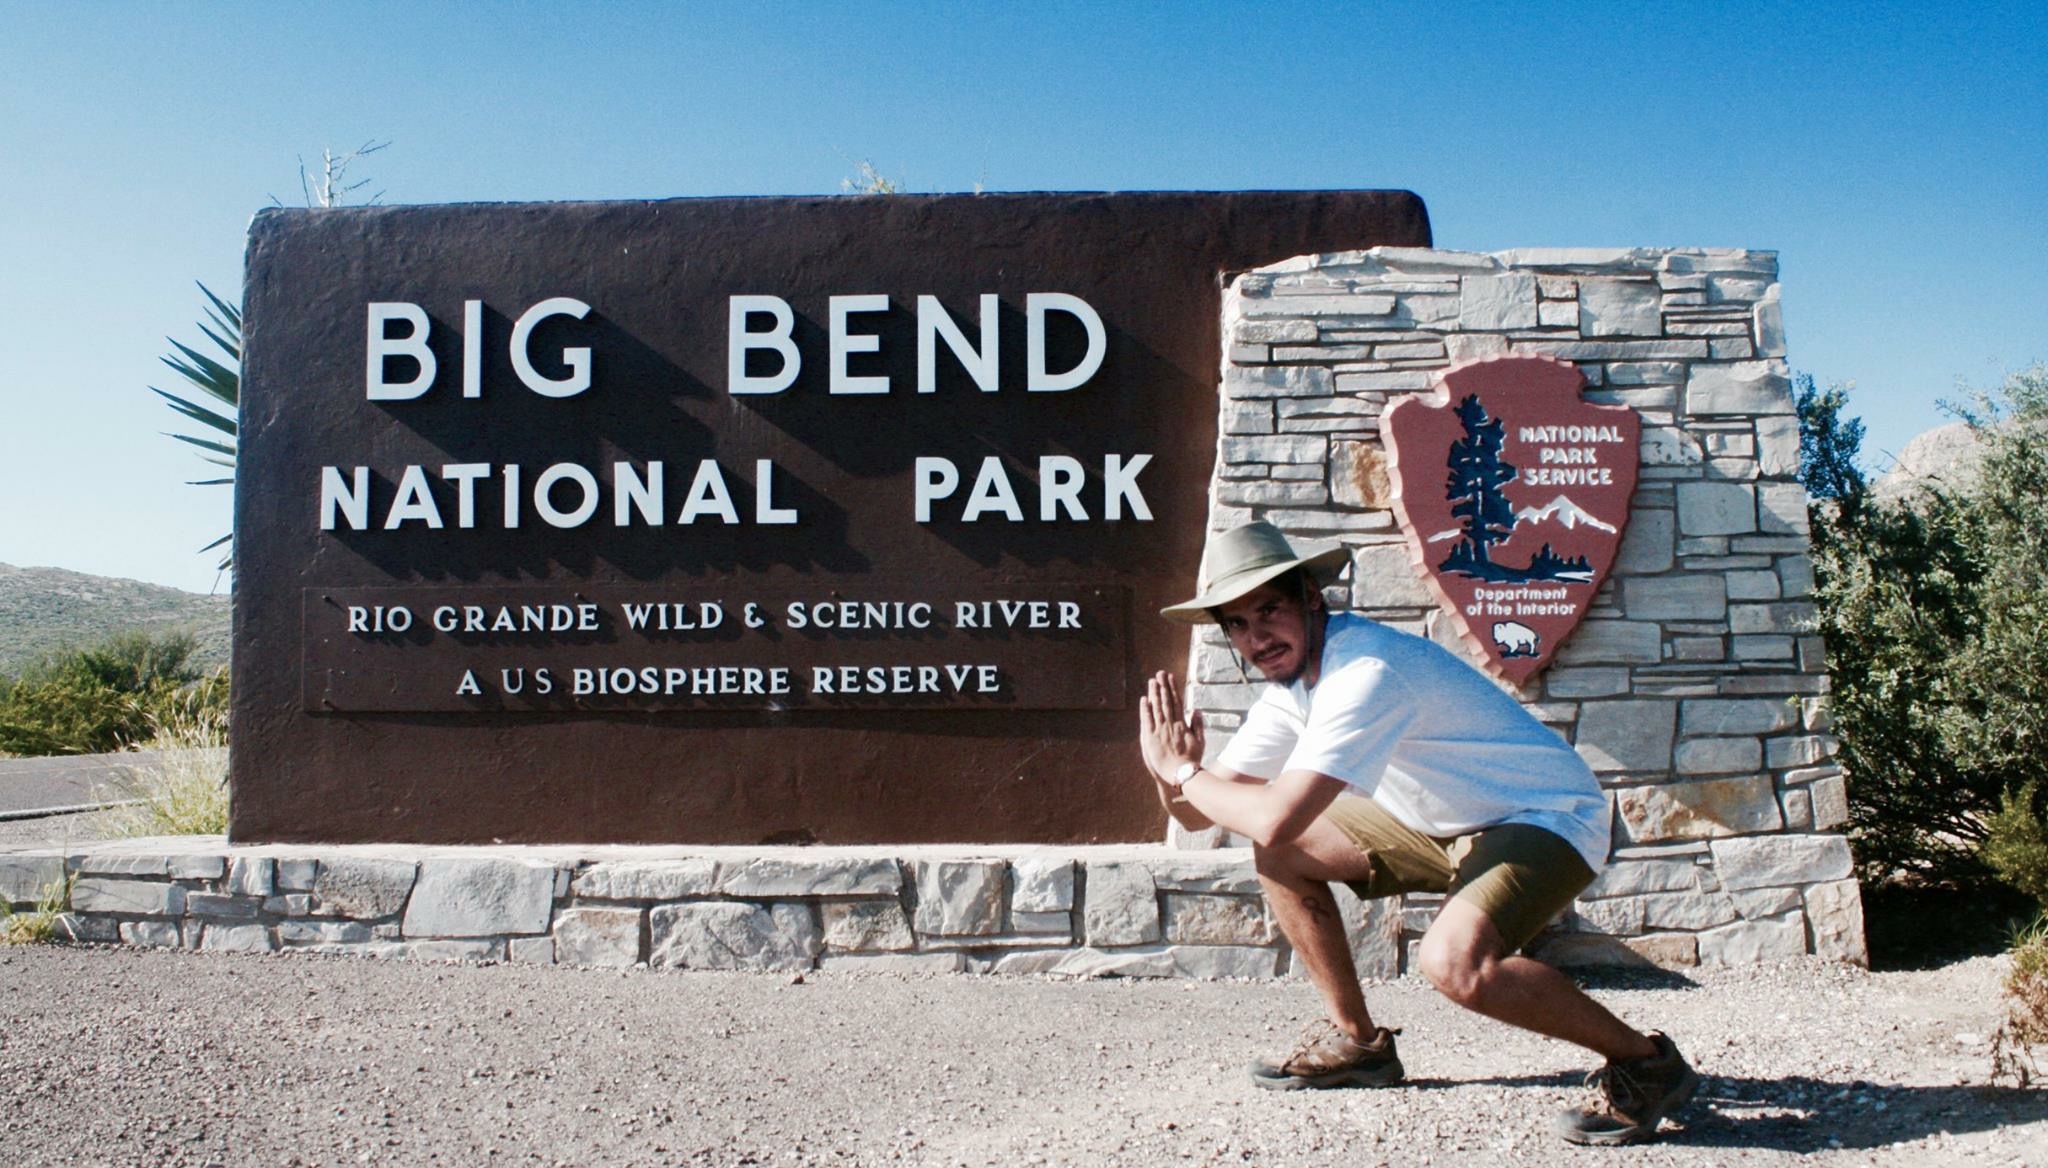 BIG BEND
NATIONAL PARK
RIO GRANDE WILD & SCENIC RIVER
A US BIOSPHERE RESERVE
NATIONAL
PARK
SERVICE
Department
of the Interior